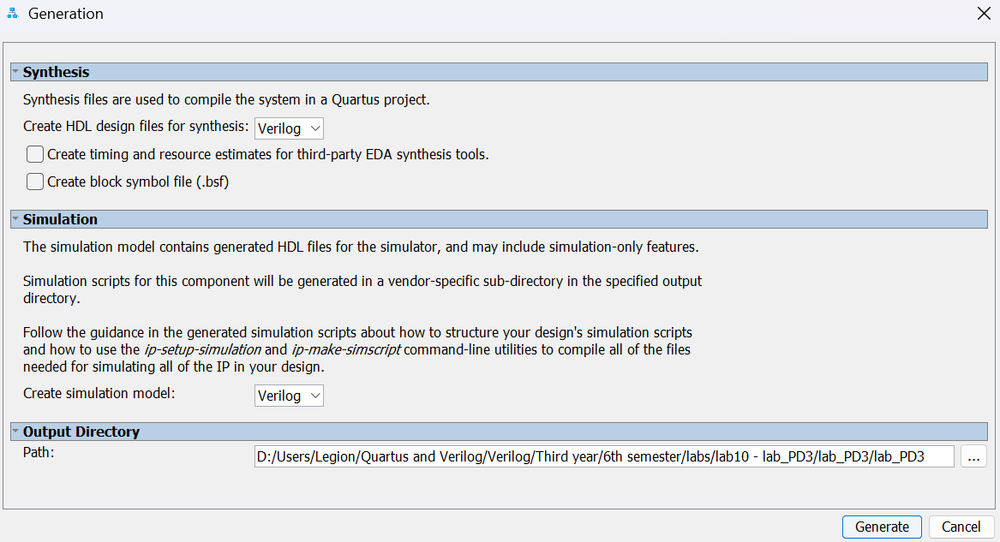 Generation
Synthesis
Synthesis files are used to compile the system in a Quartus project.
Create HDL design files for synthesis: Verilog
Create timing and resource estimates for third-party EDA synthesis tools.
Create block symbol file (.bsf)
Simulation
The simulation model contains generated HDL files for the simulator, and may include simulation-only features.
Simulation scripts for this component will be generated in a vendor-specific sub-directory in the specified output
directory.
Follow the guidance in the generated simulation scripts about how to structure your design's simulation scripts
and how to use the ip-setup-simulation and ip-make-simscript command-line utilities to compile all of the files
needed for simulating all of the IP in your design.
Create simulation model: Verilog
Output Directory
Path: D:/Users/Legion/Quartus and Verilog/Verilog/Third year/6th semester/labs/lab10 - lab_PD3/lab_PD3/lab_PD3 ...
Generate Cancel